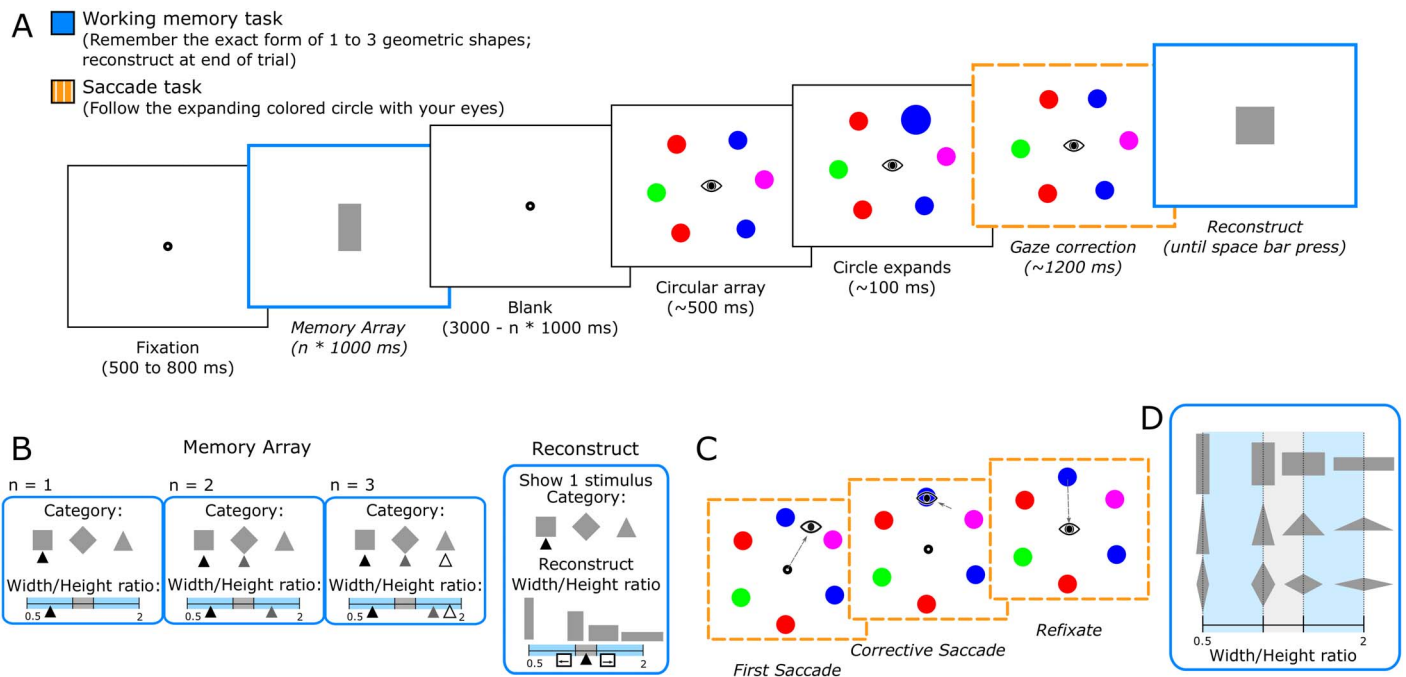 A
Working memory task
(Remember the exact form of 1 to 3 geometric shapes;
reconstruct at end of trial)
Saccade task
(Follow the expanding colored circle with your eyes)
Fixation
(500 to 800 ms)
Memory Array
(n * 1000 ms)
Blank
(3000 - n * 1000 ms)
Circular array
(~500 ms)
Circle expands
(~100 ms)
Gaze correction
(~1200 ms)
Reconstruct
(until space bar press)
B
Memory Array
n = 1
Category:
Width/Height ratio:
0.5 2
n = 2
Category:
Width/Height ratio:
0.5 2
n = 3
Category:
Width/Height ratio:
0.5 2
Reconstruct
Show 1 stimulus
Category:
Reconstruct
Width/Height ratio
0.5 2
C
First Saccade
Corrective Saccade
Refixate
D
0.5 2
Width/Height ratio